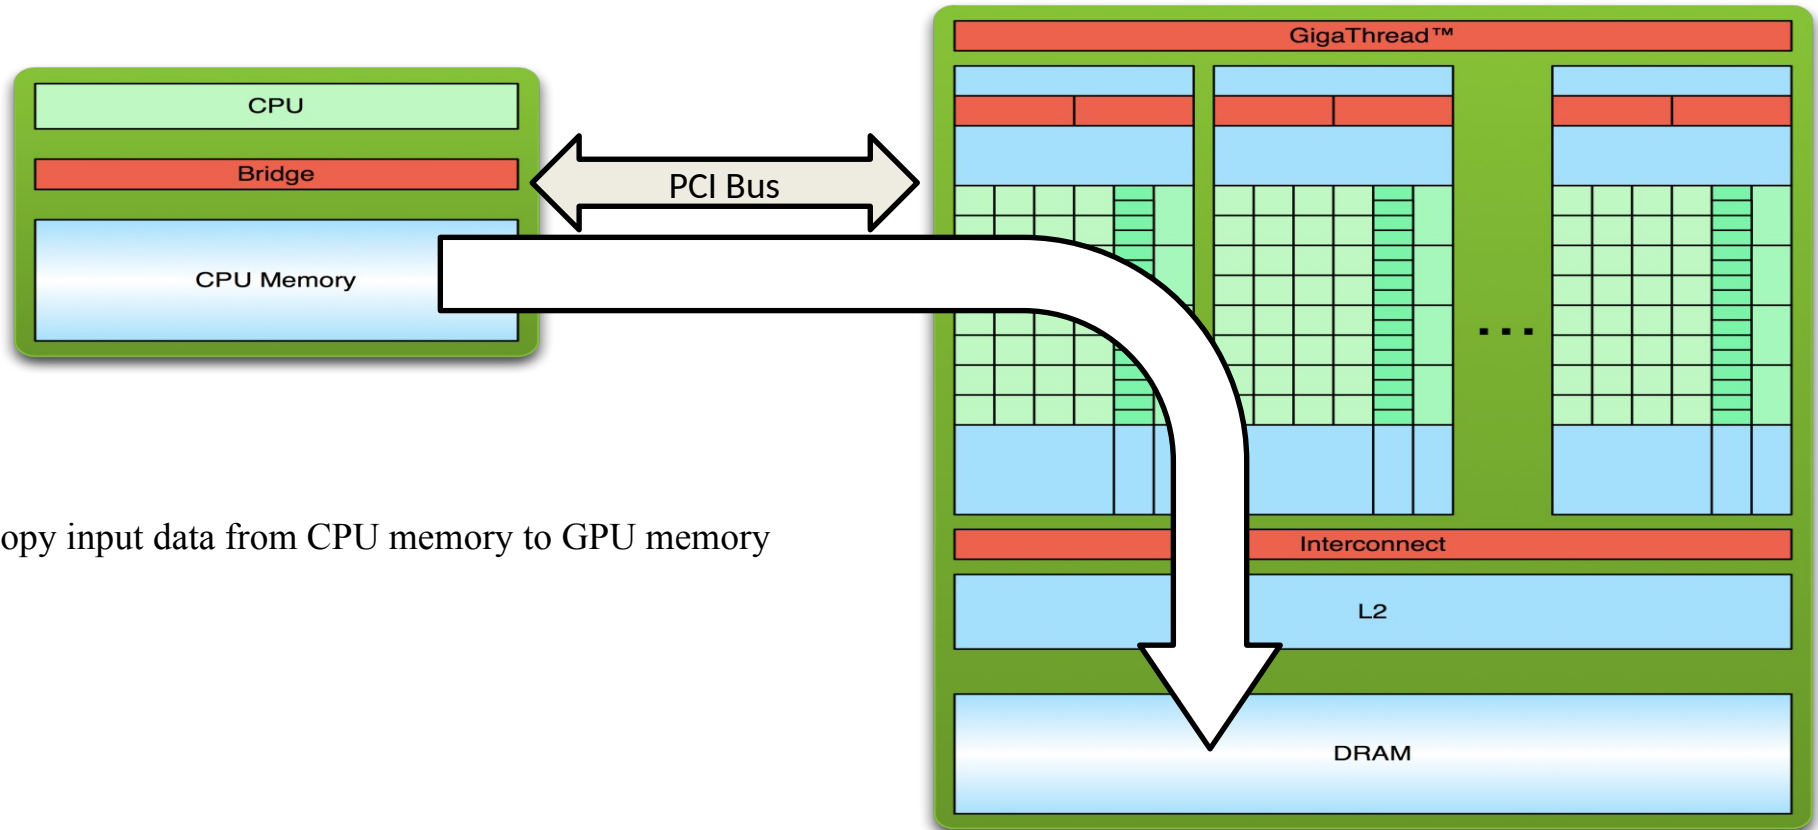 GigaThread™
CPU
Bridge
PCI Bus
CPU Memory
...
opy input data from CPU memory to GPU memory
Interconnect
L2
DRAM